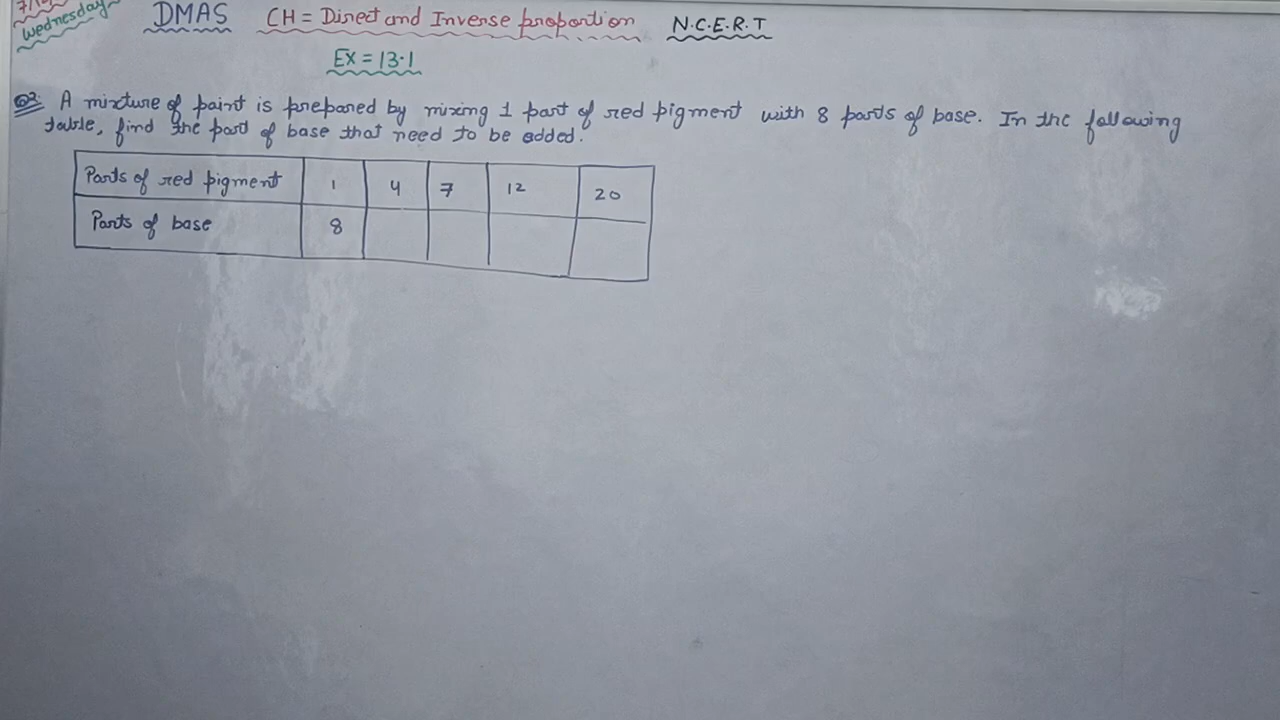 Wednesday
DMAS CH = Direct and Inverse proportion N.C.E.R.T
EX = 13.1
Q2. A mixture of paint is prepared by mixing 1 part of red pigment with 8 parts of base. In the following
table, find the part of base that need to be added.
Parts of red pigment 1 4 7 12 20
Parts of base 8